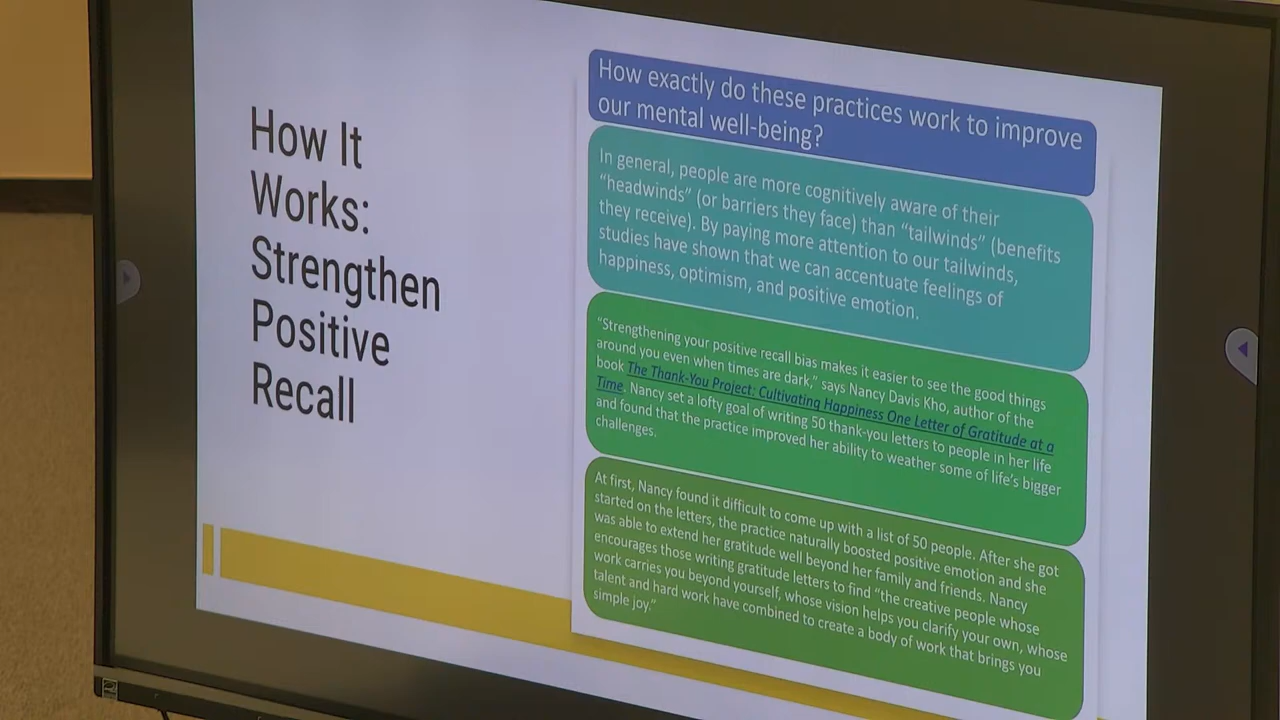 How It
Works:
Strengthen
Positive
Recall
How exactly do these practices work to improve
our mental well-being?
In general, people are more cognitively aware of their
“headwinds” (or barriers they face) than “tailwinds” (benefits
they receive). By paying more attention to our tailwinds,
studies have shown that we can accentuate feelings of
happiness, optimism, and positive emotion.
“Strengthening your positive recall bias makes it easier to see the good things
around you even when times are dark,” says Nancy Davis Kho, author of the
book The Thank-You Project: Cultivating Happiness One Letter of Gratitude at a
Time. Nancy set a lofty goal of writing 50 thank-you letters to people in her life
and found that the practice improved her ability to weather some of life’s bigger
challenges.
At first, Nancy found it difficult to come up with a list of 50 people. After she got
started on the letters, the practice naturally boosted positive emotion and she
was able to extend her gratitude well beyond her family and friends. Nancy
encourages those writing gratitude letters to find “the creative people whose
work carries you beyond yourself, whose vision helps you clarify your own, whose
talent and hard work have combined to create a body of work that brings you
simple joy.”